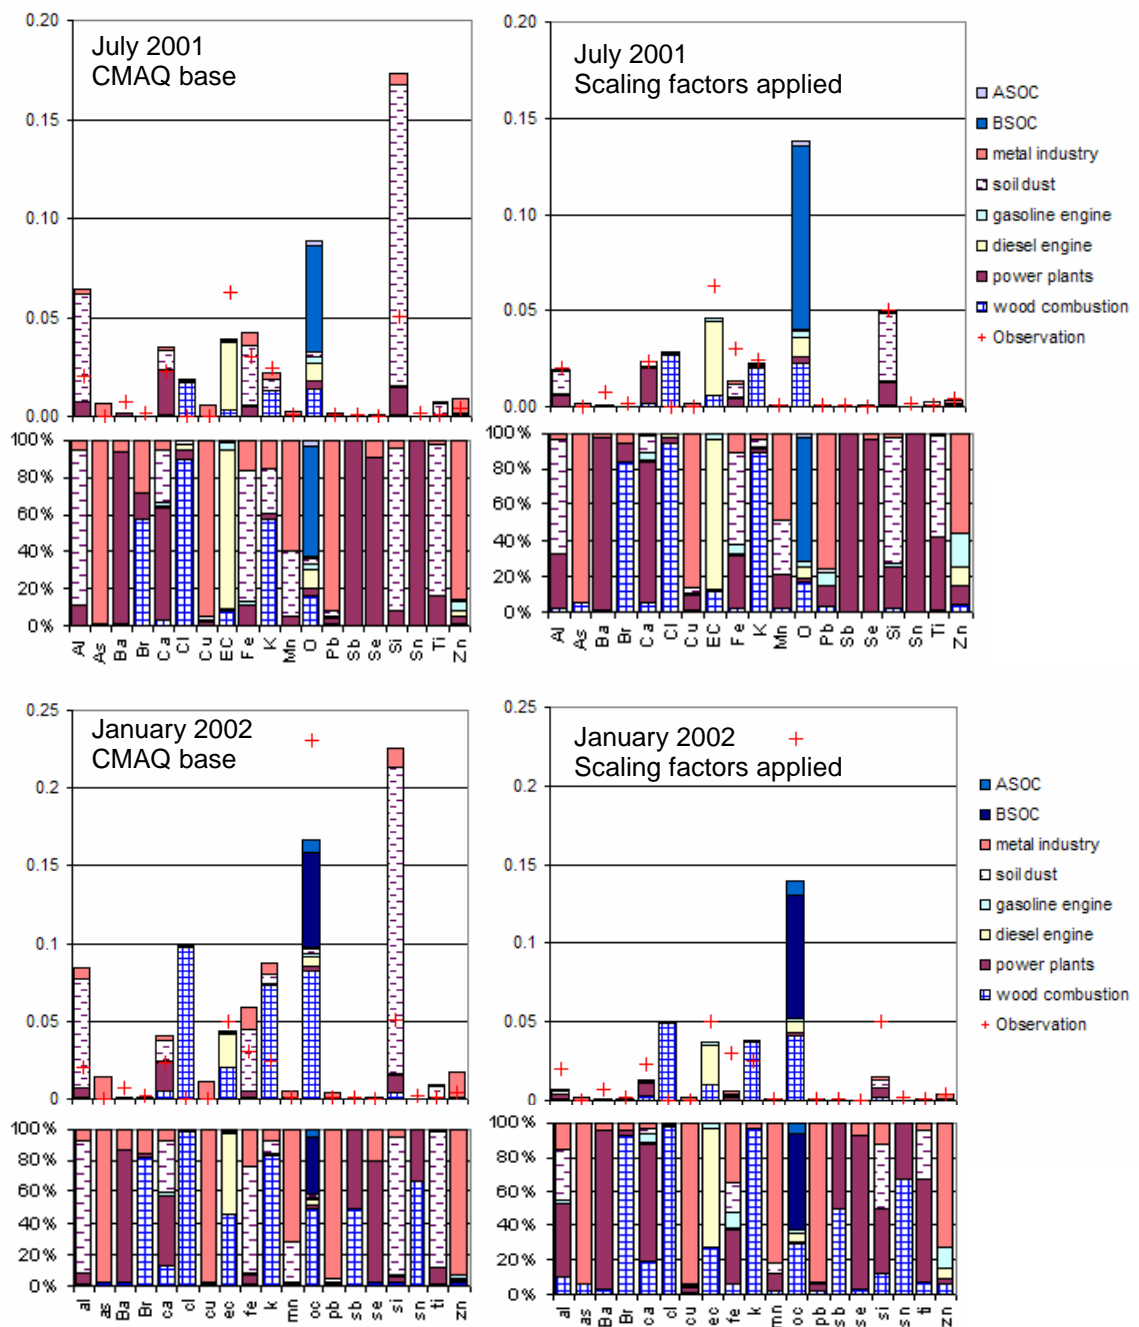 0.20
0.15
0.10
0.05
0.00
July 2001
CMAQ base
100%
80%
60%
40%
20%
0%
Al As Ba Br Ca Cl Cu EC Fe K Mn O Pb Sb Se Si Sn Ti Zn
0.20
0.15
0.10
0.05
0.00
July 2001
Scaling factors applied
100%
80%
60%
40%
20%
0%
Al As Ba Br Ca Cl Cu EC Fe K Mn O Pb Sb Se Si Sn Ti Zn
ASOC
BSOC
metal industry
soil dust
gasoline engine
diesel engine
power plants
wood combustion
Observation
0.25
0.2
0.15
0.1
0.05
0
January 2002
CMAQ base
100%
80%
60%
40%
20%
0%
al as Ba Br ca cl cu ec fe k mn oc pb sb se si sn ti zn
0.25
0.2
0.15
0.1
0.05
0
January 2002
Scaling factors applied
100%
80%
60%
40%
20%
0%
al as Ba Br ca cl cu ec fe k mn oc pb sb se si sn ti zn
ASOC
BSOC
metal industry
soil dust
gasoline engine
diesel engine
power plants
wood combustion
Observation